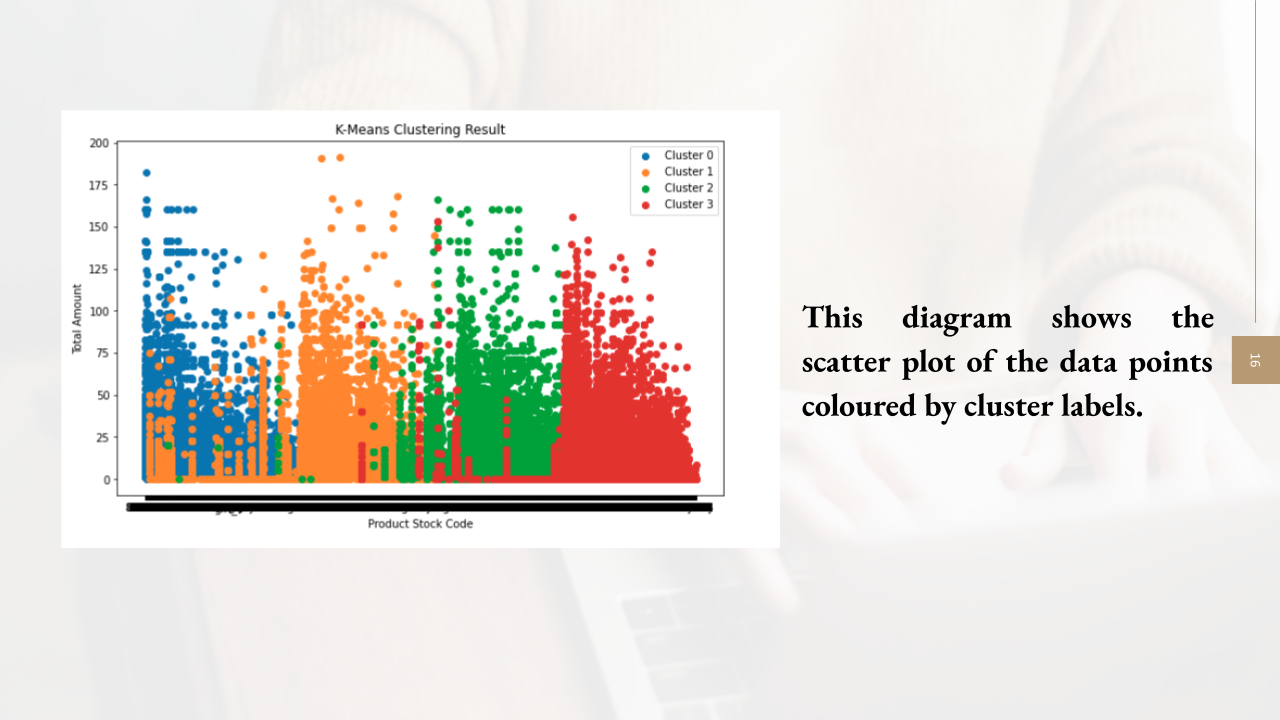 K-Means Clustering Result
200
175
150
125
100
75
50
25
0
Total Amount
Cluster 0
Cluster 1
Cluster 2
Cluster 3
Product Stock Code
This diagram shows the
scatter plot of the data points
coloured by cluster labels.
16